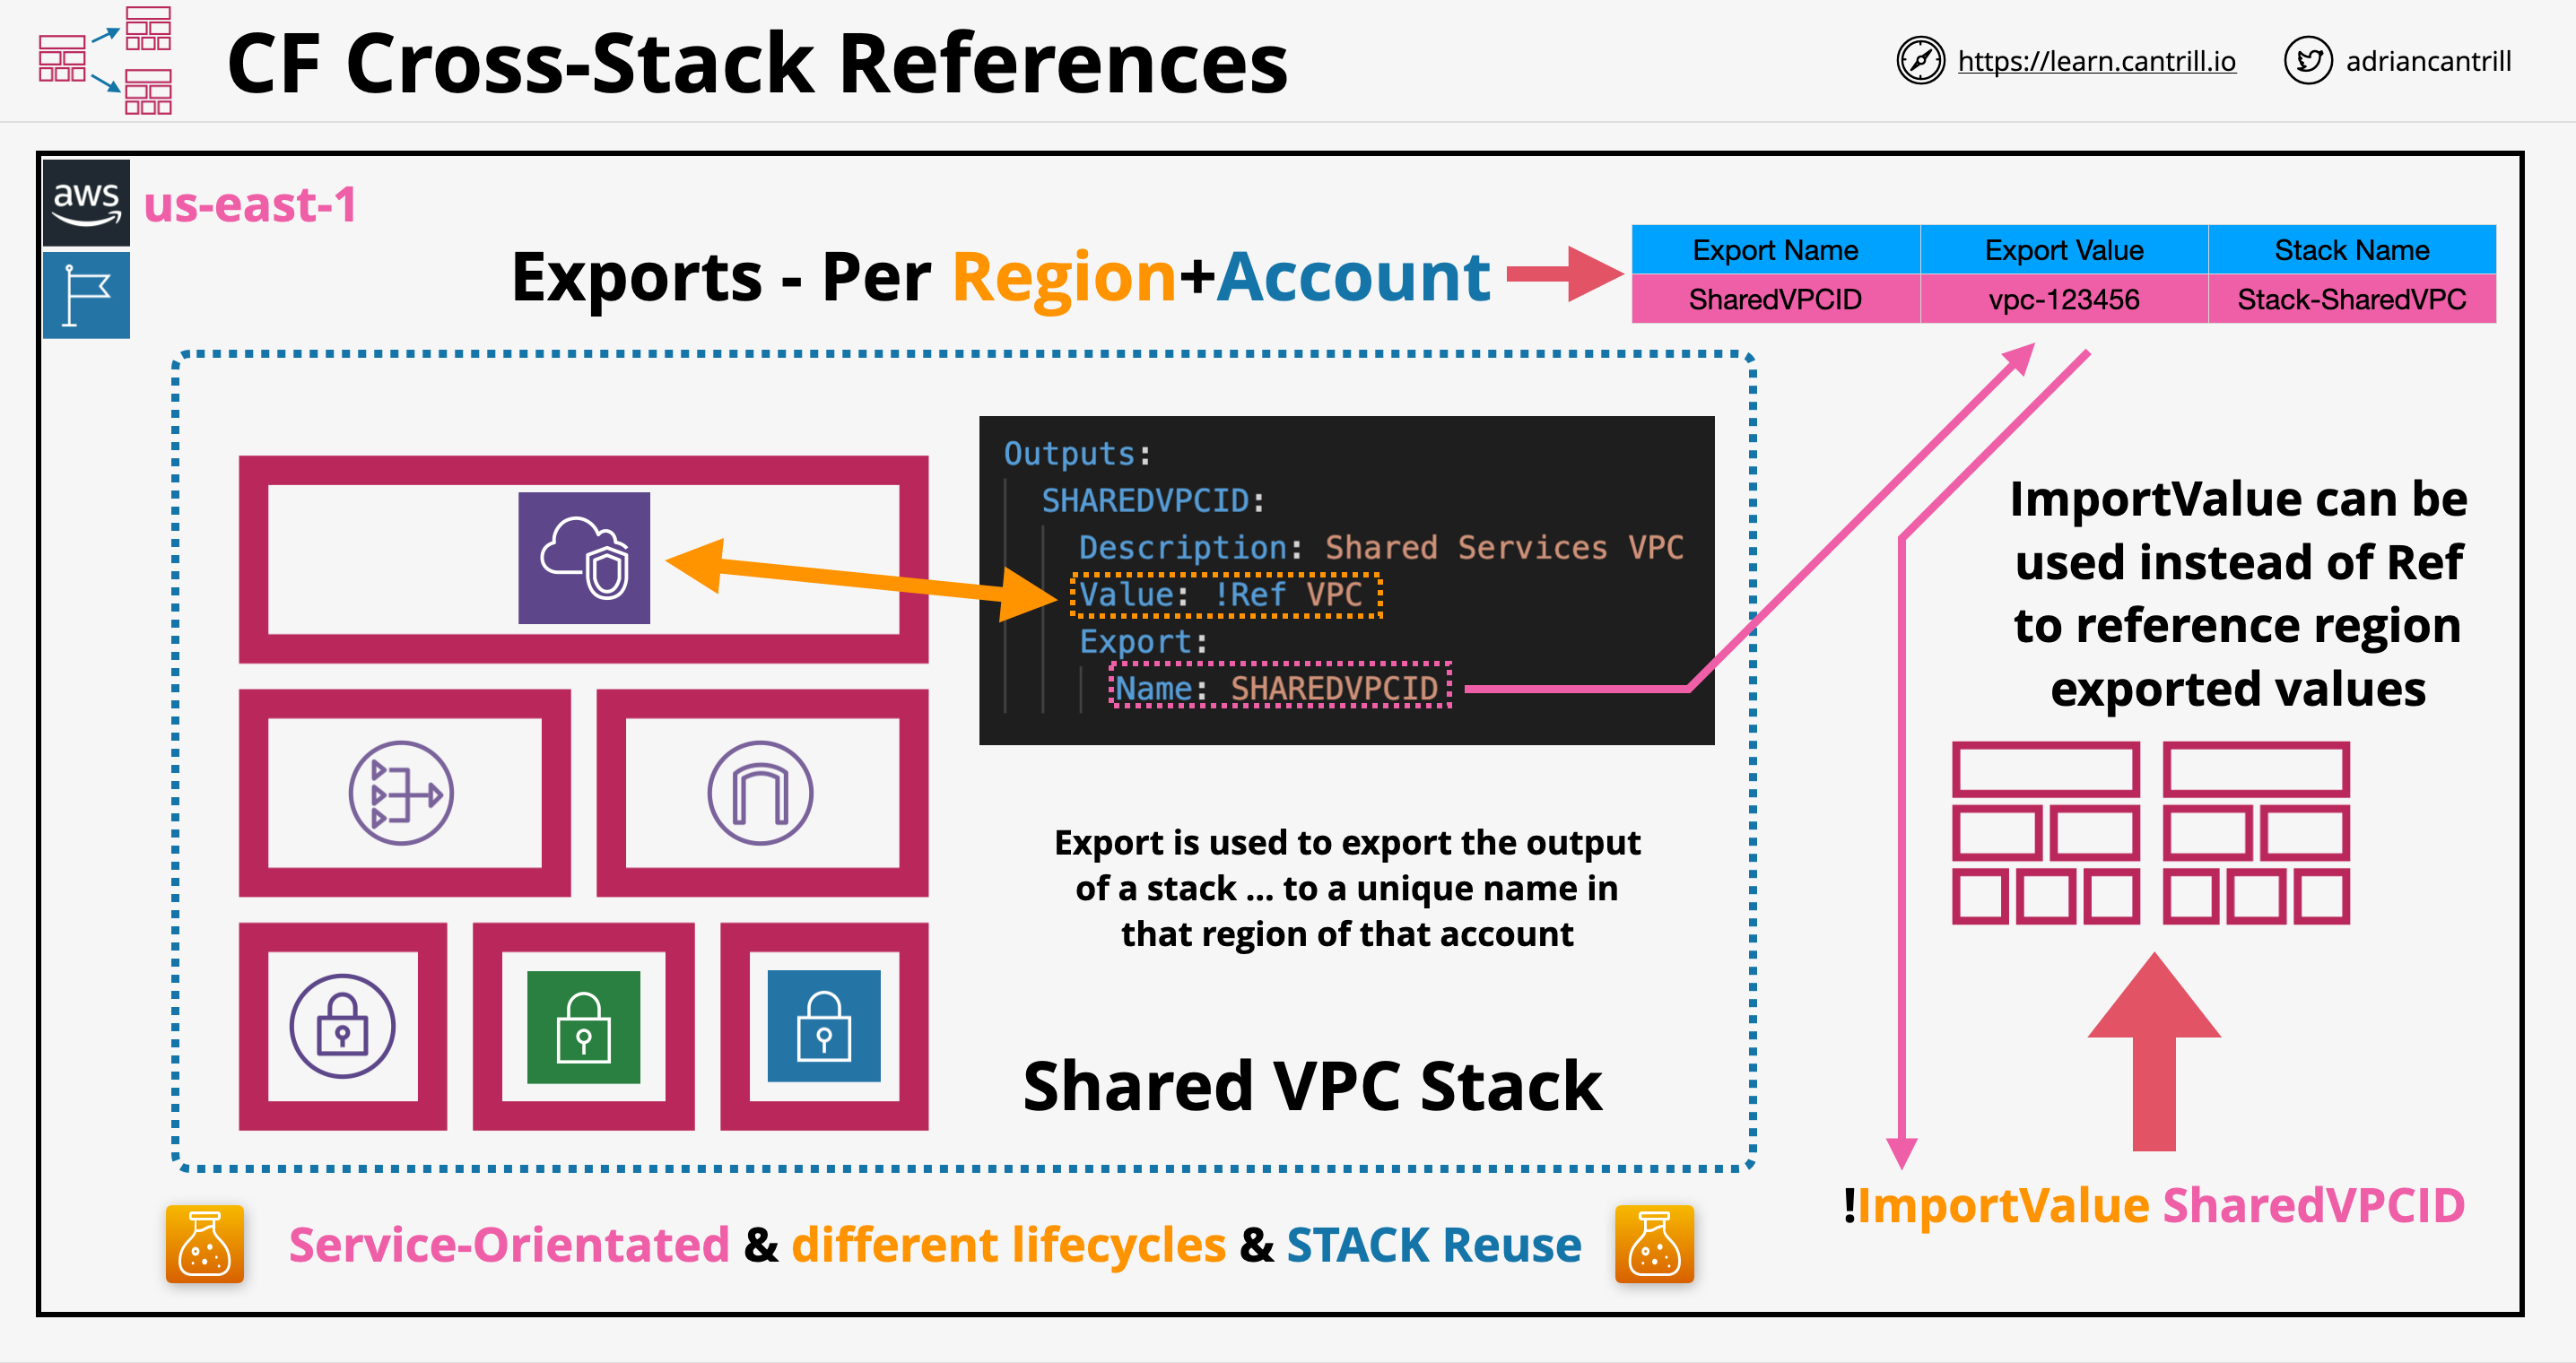 CF Cross-Stack References
https://learn.cantrill.io
adriancantrill
aws
us-east-1
Exports - Per Region+Account
Export Name Export Value Stack Name
SharedVPCID vpc-123456 Stack-SharedVPC
Outputs:
SHAREDVPCID:
Description: Shared Services VPC
Value: !Ref VPC
Export:
Name: SHAREDVPCID
Export is used to export the output
of a stack ... to a unique name in
that region of that account
Shared VPC Stack
ImportValue can be
used instead of Ref
to reference region
exported values
!ImportValue SharedVPCID
Service-Orientated & different lifecycles & STACK Reuse